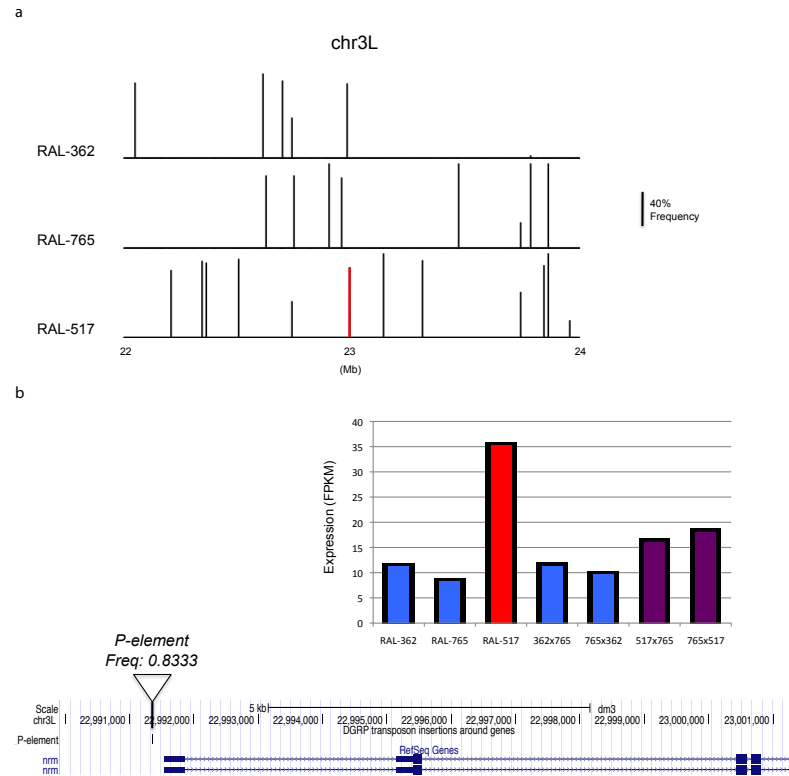 a
chr3L
RAL-362
RAL-765
RAL-517
40%
Frequency
22 23 24
(Mb)
b
40
35
30
25
20
15
10
5
0
Expression (FPKM)
RAL-362 RAL-765 RAL-517 362x765 765x362 517x765 765x517
P-element
Freq: 0.8333
Scale 5 kb dm3
chr3L 22,991,000 22,992,000 22,993,000 22,994,000 22,995,000 22,996,000 22,997,000 22,998,000 22,999,000 23,000,000 23,001,000
DGRP transposon insertions around genes
P-element
RefSeq Genes
nrm
nrm